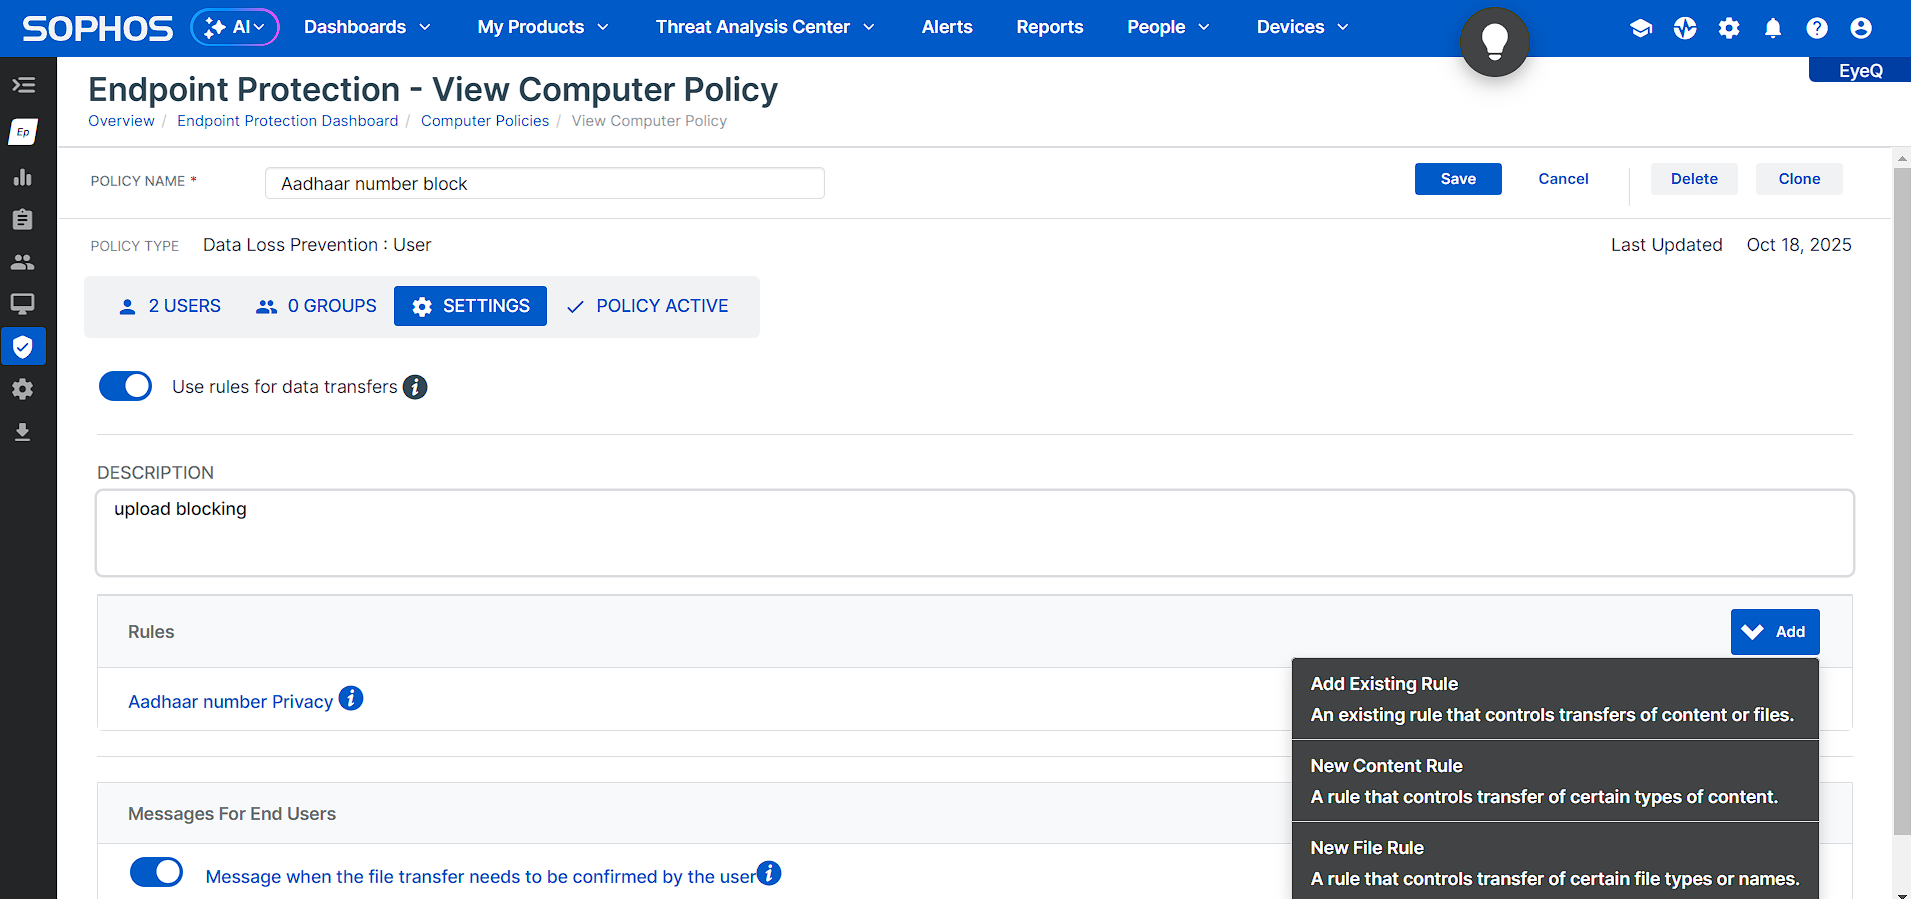 SOPHOS AI Dashboards My Products Threat Analysis Center Alerts Reports People Devices
EyeQ
Endpoint Protection - View Computer Policy
Overview / Endpoint Protection Dashboard / Computer Policies / View Computer Policy
Ep
POLICY NAME * Aadhaar number block Save Cancel Delete Clone
POLICY TYPE Data Loss Prevention : User Last Updated Oct 18, 2025
2 USERS 0 GROUPS SETTINGS POLICY ACTIVE
Use rules for data transfers i
DESCRIPTION
upload blocking
Rules Add
Aadhaar number Privacy i
Add Existing Rule
An existing rule that controls transfers of content or files.
New Content Rule
A rule that controls transfer of certain types of content.
New File Rule
A rule that controls transfer of certain file types or names.
Messages For End Users
Message when the file transfer needs to be confirmed by the user i